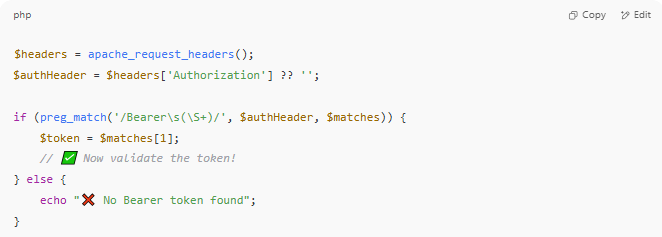 php Copy Edit
$headers = apache_request_headers();
$authHeader = $headers['Authorization'] ?? '';
if (preg_match('/Bearer\s(\S+)/', $authHeader, $matches)) {
    $token = $matches[1];
    // ✅ Now validate the token!
} else {
    echo "❌ No Bearer token found";
}